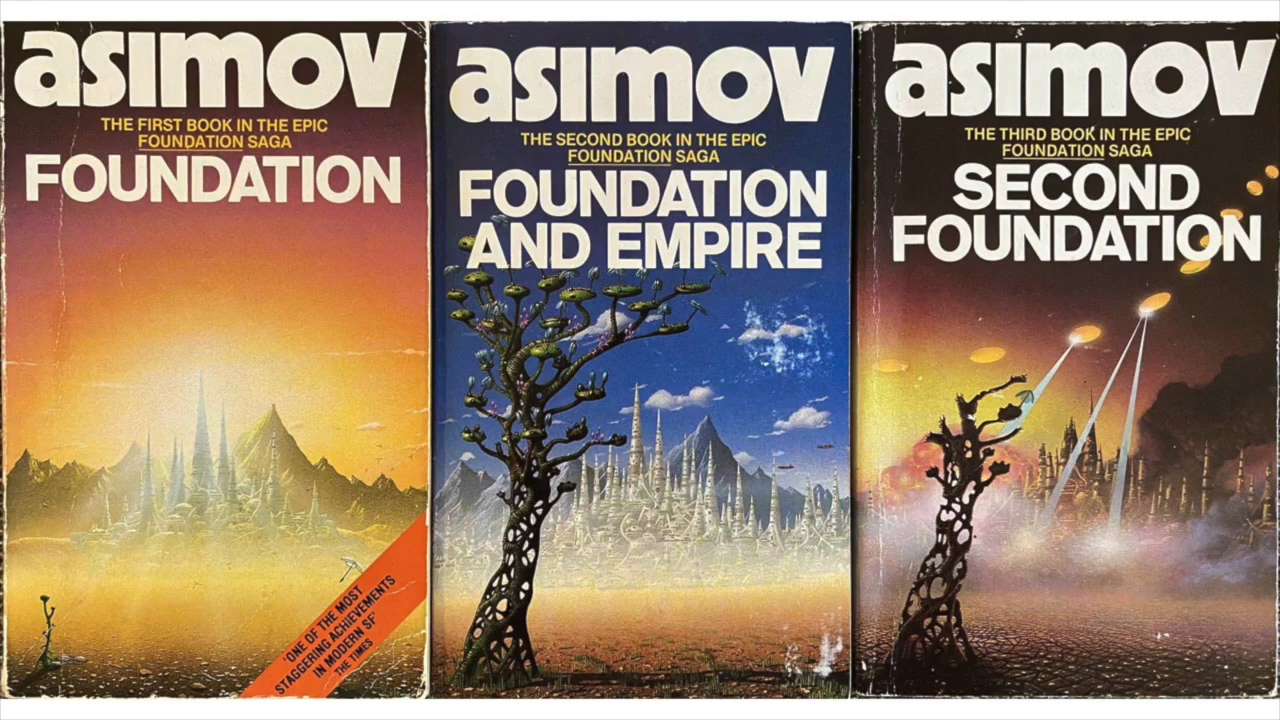 asimov
THE FIRST BOOK IN THE EPIC
FOUNDATION SAGA
FOUNDATION
'ONE OF THE MOST
STAGGERING ACHIEVEMENTS
IN MODERN SF'
THE TIMES
asimov
THE SECOND BOOK IN THE EPIC
FOUNDATION SAGA
FOUNDATION
AND EMPIRE
asimov
THE THIRD BOOK IN THE EPIC
FOUNDATION SAGA
SECOND
FOUNDATION